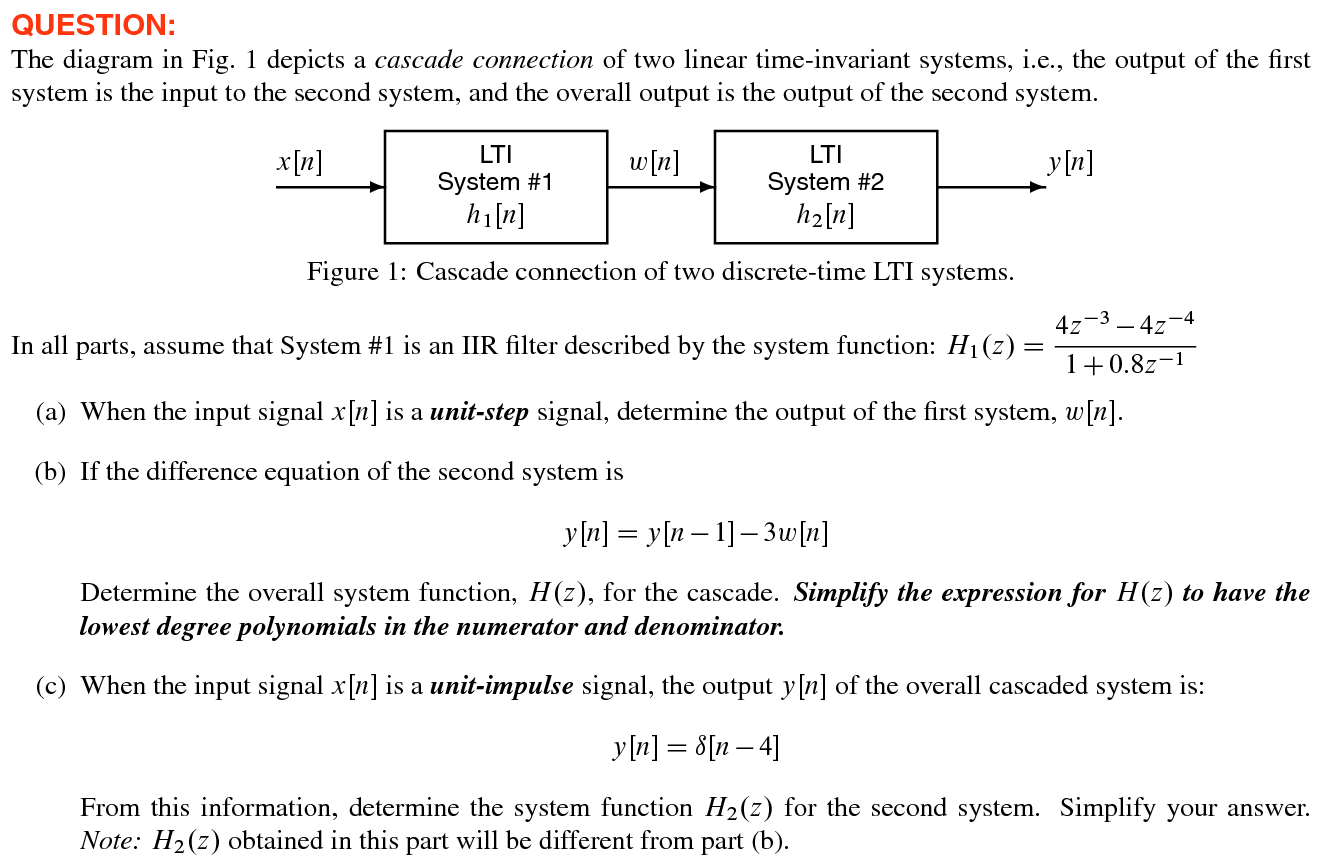 QUESTION:
The diagram in Fig. 1 depicts a cascade connection of two linear time-invariant systems, i.e., the output of the first
system is the input to the second system, and the overall output is the output of the second system.
x[n]
LTI
System #1
h₁[n]
w[n]
LTI
System #2
h₂[n]
y[n]
Figure 1: Cascade connection of two discrete-time LTI systems.
In all parts, assume that System #1 is an IIR filter described by the system function: H₁(z) = (4z⁻³ − 4z⁻⁴) / (1 + 0.8z⁻¹)
(a) When the input signal x[n] is a unit-step signal, determine the output of the first system, w[n].
(b) If the difference equation of the second system is
y[n] = y[n − 1] − 3w[n]
Determine the overall system function, H(z), for the cascade. Simplify the expression for H(z) to have the
lowest degree polynomials in the numerator and denominator.
(c) When the input signal x[n] is a unit-impulse signal, the output y[n] of the overall cascaded system is:
y[n] = δ[n − 4]
From this information, determine the system function H₂(z) for the second system. Simplify your answer.
Note: H₂(z) obtained in this part will be different from part (b).